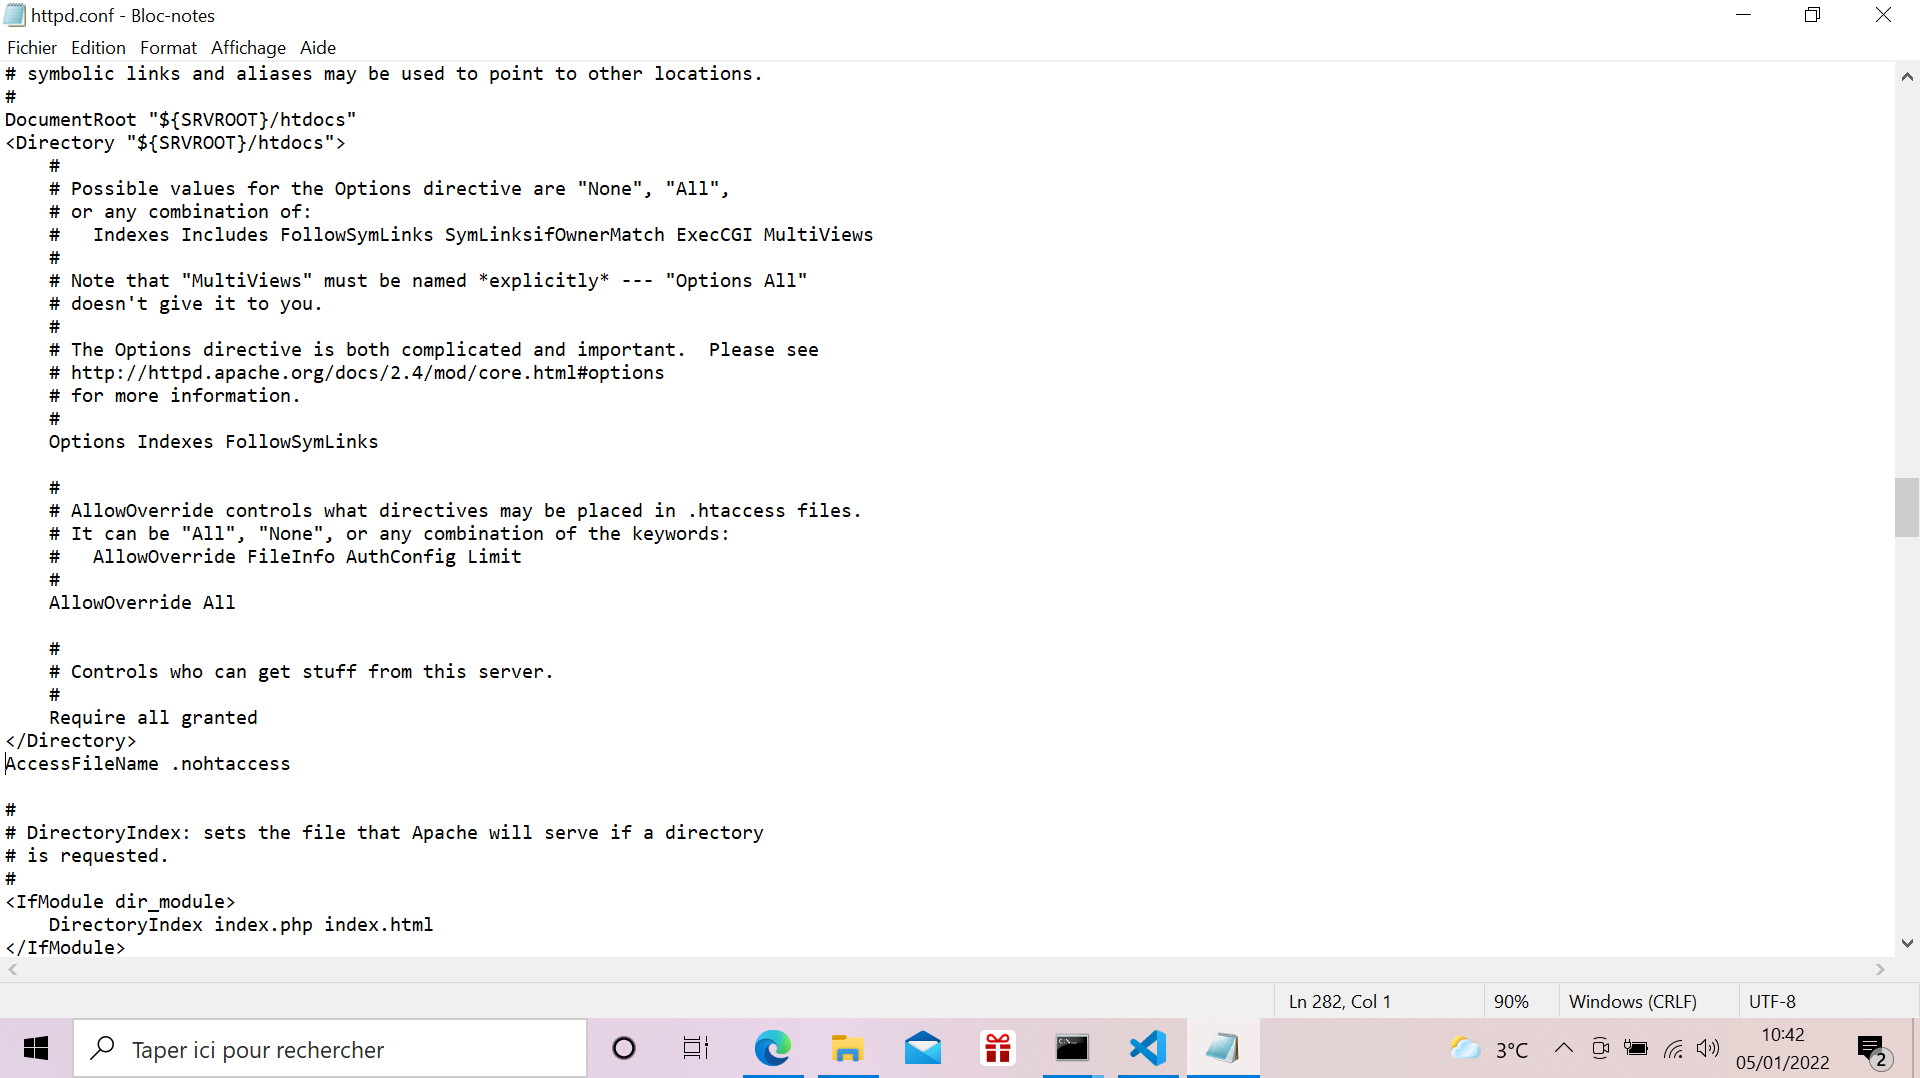 httpd.conf - Bloc-notes
Fichier Edition Format Affichage Aide
# symbolic links and aliases may be used to point to other locations.
#
DocumentRoot "${SRVROOT}/htdocs"
<Directory "${SRVROOT}/htdocs">
    #
    # Possible values for the Options directive are "None", "All",
    # or any combination of:
    #   Indexes Includes FollowSymLinks SymLinksifOwnerMatch ExecCGI MultiViews
    #
    # Note that "MultiViews" must be named *explicitly* --- "Options All"
    # doesn't give it to you.
    #
    # The Options directive is both complicated and important.  Please see
    # http://httpd.apache.org/docs/2.4/mod/core.html#options
    # for more information.
    #
    Options Indexes FollowSymLinks

    #
    # AllowOverride controls what directives may be placed in .htaccess files.
    # It can be "All", "None", or any combination of the keywords:
    #   AllowOverride FileInfo AuthConfig Limit
    #
    AllowOverride All

    #
    # Controls who can get stuff from this server.
    #
    Require all granted
</Directory>
AccessFileName .nohtaccess

#
# DirectoryIndex: sets the file that Apache will serve if a directory
# is requested.
#
<IfModule dir_module>
    DirectoryIndex index.php index.html
</IfModule>
Ln 282, Col 1
90%
Windows (CRLF)
UTF-8
Taper ici pour rechercher
C:\_
3°C
10:42
05/01/2022
2